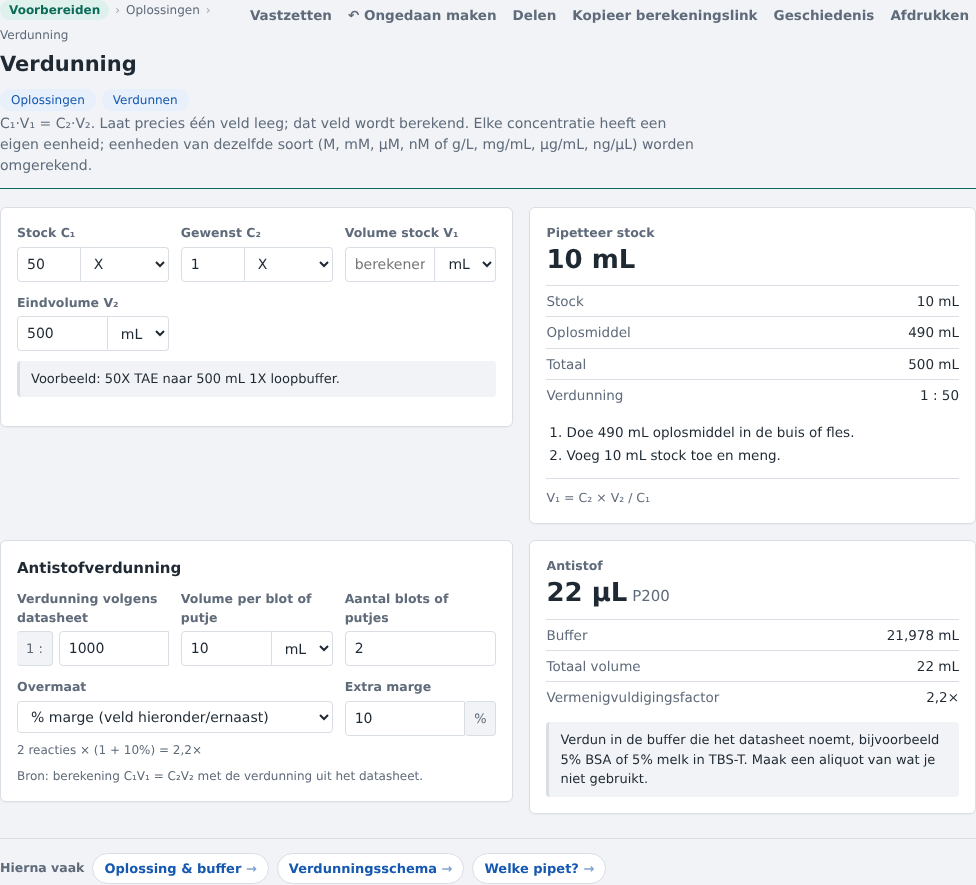 Voorbereiden › Oplossingen ›
Verdunning
Vastzetten ↶ Ongedaan maken Delen Kopieer berekeningslink Geschiedenis Afdrukken
Verdunning
Oplossingen Verdunnen
C₁·V₁ = C₂·V₂. Laat precies één veld leeg; dat veld wordt berekend. Elke concentratie heeft een
eigen eenheid; eenheden van dezelfde soort (M, mM, µM, nM of g/L, mg/mL, µg/mL, ng/µL) worden
omgerekend.
Stock C₁ Gewenst C₂ Volume stock V₁
50 X 1 X berekener mL
Eindvolume V₂
500 mL
Voorbeeld: 50X TAE naar 500 mL 1X loopbuffer.
Pipetteer stock
10 mL
Stock 10 mL
Oplosmiddel 490 mL
Totaal 500 mL
Verdunning 1 : 50
1. Doe 490 mL oplosmiddel in de buis of fles.
2. Voeg 10 mL stock toe en meng.
V₁ = C₂ × V₂ / C₁
Antistofverdunning
Verdunning volgens datasheet
Volume per blot of putje
Aantal blots of putjes
1 : 1000 10 mL 2
Overmaat Extra marge
% marge (veld hieronder/ernaast) 10 %
2 reacties × (1 + 10%) = 2,2×
Bron: berekening C₁V₁ = C₂V₂ met de verdunning uit het datasheet.
Antistof
22 µL P200
Buffer 21,978 mL
Totaal volume 22 mL
Vermenigvuldigingsfactor 2,2×
Verdun in de buffer die het datasheet noemt, bijvoorbeeld
5% BSA of 5% melk in TBS-T. Maak een aliquot van wat je
niet gebruikt.
Hierna vaak Oplossing & buffer → Verdunningsschema → Welke pipet? →